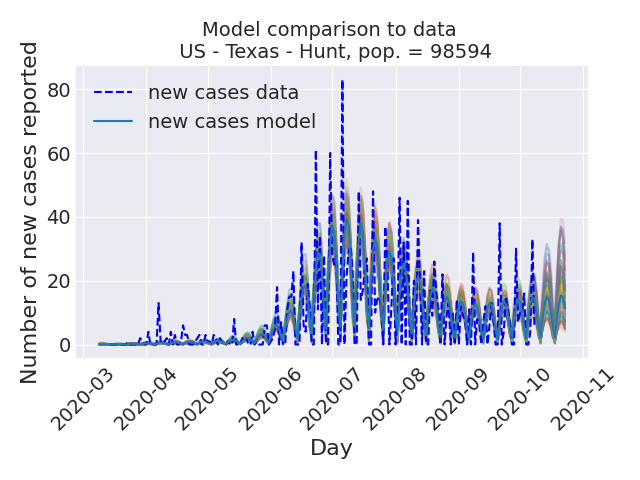 Model comparison to data
US - Texas - Hunt, pop. = 98594
Number of new cases reported
80
60
40
20
0
new cases data
new cases model
2020-03
2020-04
2020-05
2020-06
2020-07
2020-08
2020-09
2020-10
2020-11
Day